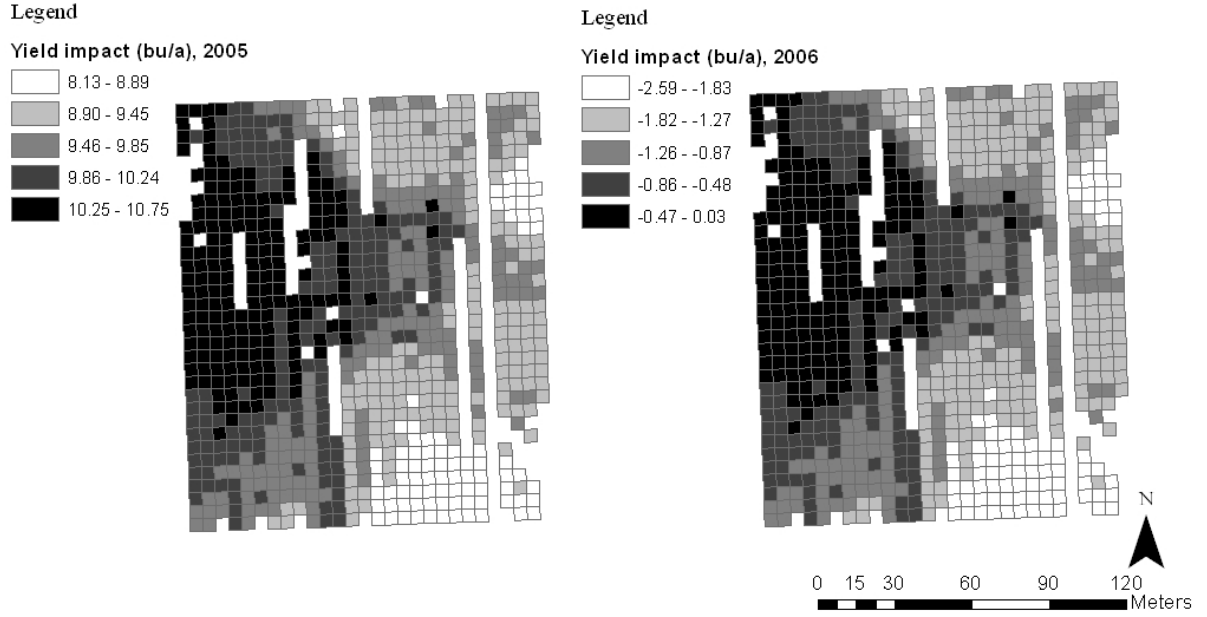 Legend
Yield impact (bu/a), 2005
8.13 - 8.89
8.90 - 9.45
9.46 - 9.85
9.86 - 10.24
10.25 - 10.75
Legend
Yield impact (bu/a), 2006
-2.59 - -1.83
-1.82 - -1.27
-1.26 - -0.87
-0.86 - -0.48
-0.47 - 0.03
N
0 15 30 60 90 120
Meters